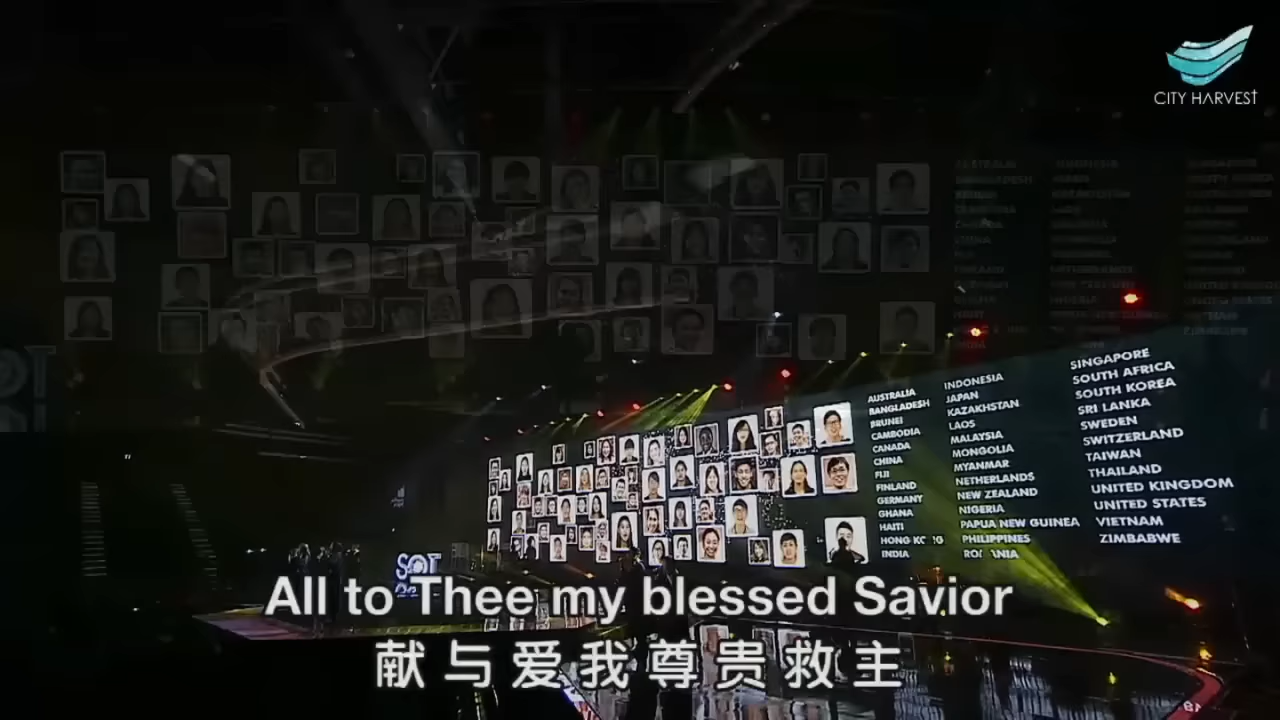 CITY HARVEST
AUSTRALIA
BANGLADESH
BRUNEI
CAMBODIA
CANADA
CHINA
FIJI
FINLAND
GERMANY
GHANA
HAITI
HONG KONG
INDIA
INDONESIA
JAPAN
KAZAKHSTAN
LAOS
MALAYSIA
MONGOLIA
MYANMAR
NETHERLANDS
NEW ZEALAND
NIGERIA
PAPUA NEW GUINEA
PHILIPPINES
ROMANIA
SINGAPORE
SOUTH AFRICA
SOUTH KOREA
SRI LANKA
SWEDEN
SWITZERLAND
TAIWAN
THAILAND
UNITED KINGDOM
UNITED STATES
VIETNAM
ZIMBABWE
SOT
All to Thee my blessed Savior
献与爱我尊贵救主